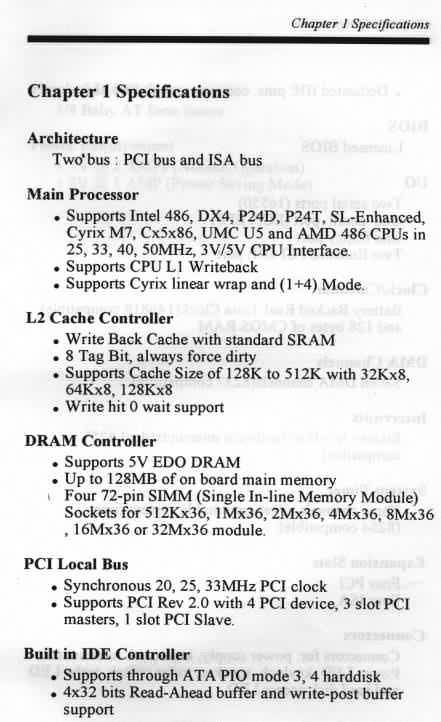 Chapter 1 Specifications
Chapter 1 Specifications
Architecture
Two bus : PCI bus and ISA bus
Main Processor
• Supports Intel 486, DX4, P24D, P24T, SL-Enhanced,
Cyrix M7, Cx5x86, UMC U5 and AMD 486 CPUs in
25, 33, 40, 50MHz, 3V/5V CPU Interface.
• Supports CPU L1 Writeback
• Supports Cyrix linear wrap and (1+4) Mode.
L2 Cache Controller
• Write Back Cache with standard SRAM
• 8 Tag Bit, always force dirty
• Supports Cache Size of 128K to 512K with 32Kx8,
64Kx8, 128Kx8
• Write hit 0 wait support
DRAM Controller
• Supports 5V EDO DRAM
• Up to 128MB of on board main memory
Four 72-pin SIMM (Single In-line Memory Module)
Sockets for 512Kx36, 1Mx36, 2Mx36, 4Mx36, 8Mx36
, 16Mx36 or 32Mx36 module.
PCI Local Bus
• Synchronous 20, 25, 33MHz PCI clock
• Supports PCI Rev 2.0 with 4 PCI device, 3 slot PCI
masters, 1 slot PCI Slave.
Built in IDE Controller
• Supports through ATA PIO mode 3, 4 harddisk
• 4x32 bits Read-Ahead buffer and write-post buffer
support